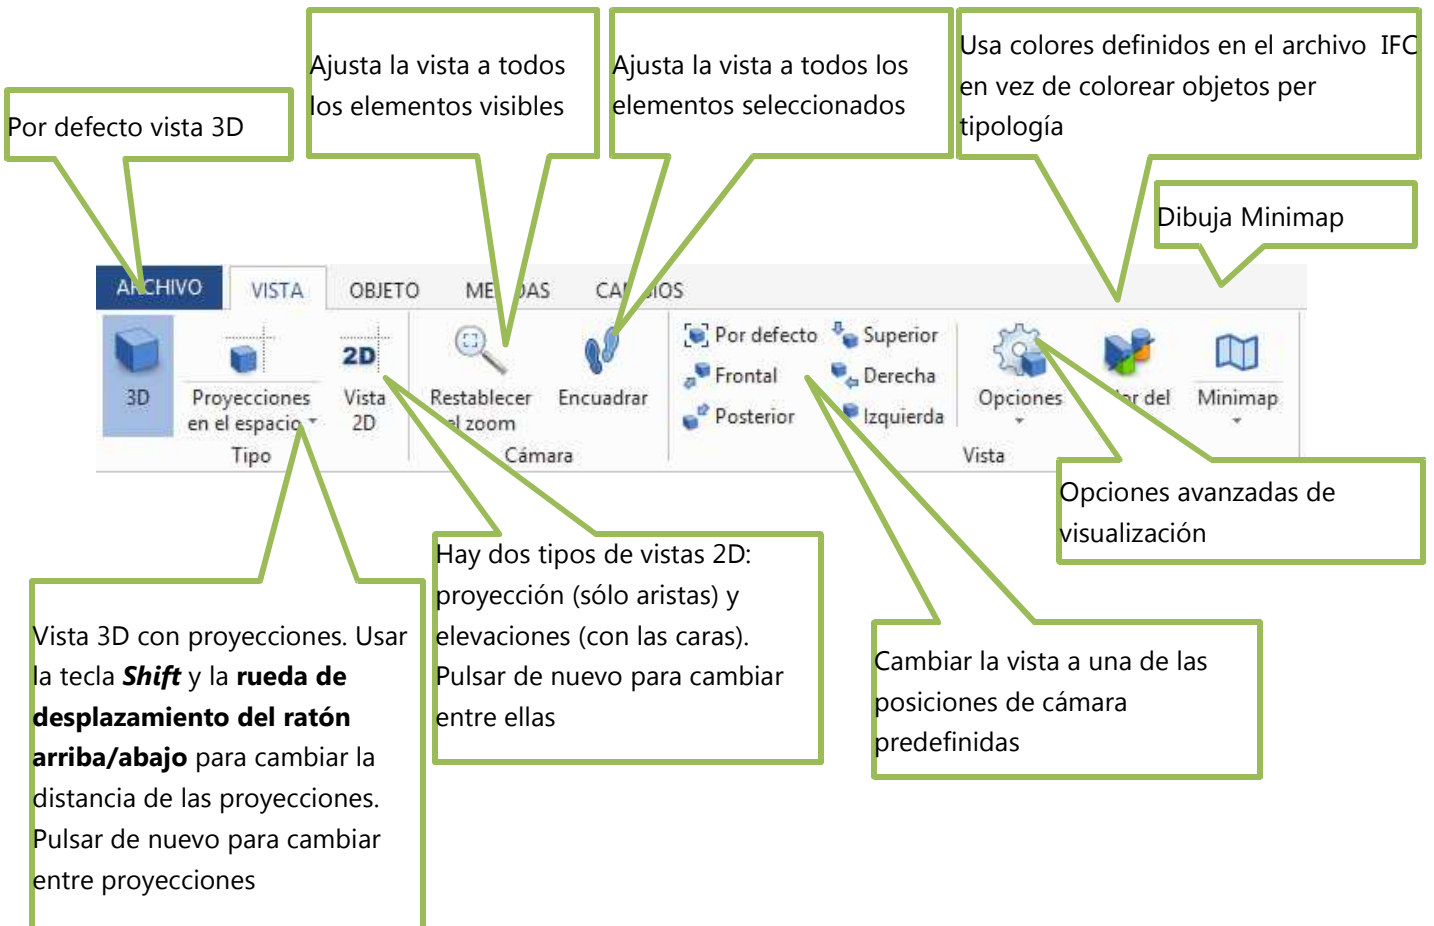 Ajusta la vista a todos
los elementos visibles
Ajusta la vista a todos los
elementos seleccionados
Usa colores definidos en el archivo IFC
en vez de colorear objetos per
tipología
Por defecto vista 3D
Dibuja Minimap
ARCHIVO
VISTA
OBJETO
CAMBIOS
3D
Proyecciones
en el espacio
2D
Vista
2D
Restablecer
el zoom
Encuadrar
Por defecto
Frontal
Posterior
Superior
Derecha
Izquierda
Opciones
del
Minimap
Tipo
Cámara
Vista
Opciones avanzadas de
visualización
Hay dos tipos de vistas 2D:
proyección (sólo aristas) y
elevaciones (con las caras).
Pulsar de nuevo para cambiar
entre ellas
Cambiar la vista a una de las
posiciones de cámara
predefinidas
Vista 3D con proyecciones. Usar
la tecla Shift y la rueda de
desplazamiento del ratón
arriba/abajo para cambiar la
distancia de las proyecciones.
Pulsar de nuevo para cambiar
entre proyecciones